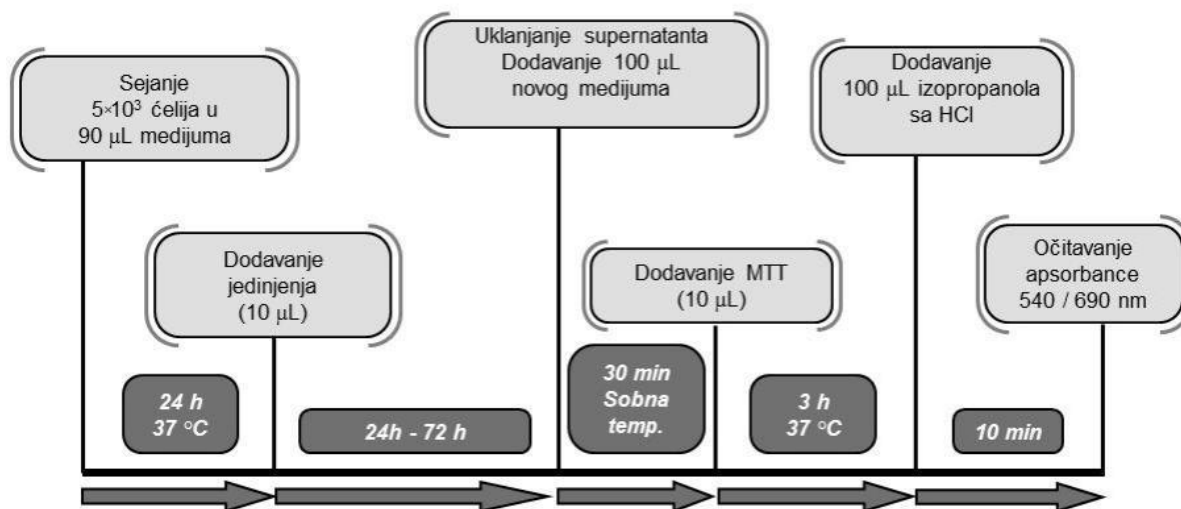 Sejanje
5×10³ ćelija u
90 μL medijuma
24 h
37 °C
Dodavanje
jedinjenja
(10 μL)
24h - 72 h
Uklanjanje supernatanta
Dodavanje 100 μL
novog medijuma
30 min
Sobna
temp.
Dodavanje MTT
(10 μL)
3 h
37 °C
Dodavanje
100 μL izopropanola
sa HCl
10 min
Očitavanje
apsorbance
540 / 690 nm